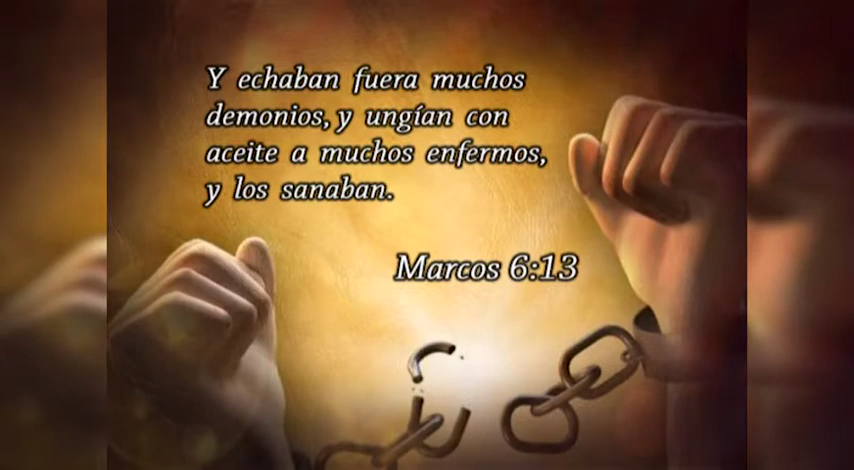 Y echaban fuera muchos
demonios, y ungían con
aceite a muchos enfermos,
y los sanaban.
Marcos 6:13